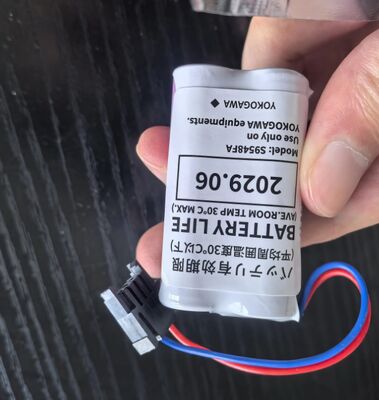 バッテリ有効期限
(平均周囲温度30℃以下)
BATTERY LIFE
(AVE.ROOM TEMP 30°C MAX.)
2029.06
Model: S9548FA
Use only on
YOKOGAWA equipments.
YOKOGAWA ◆